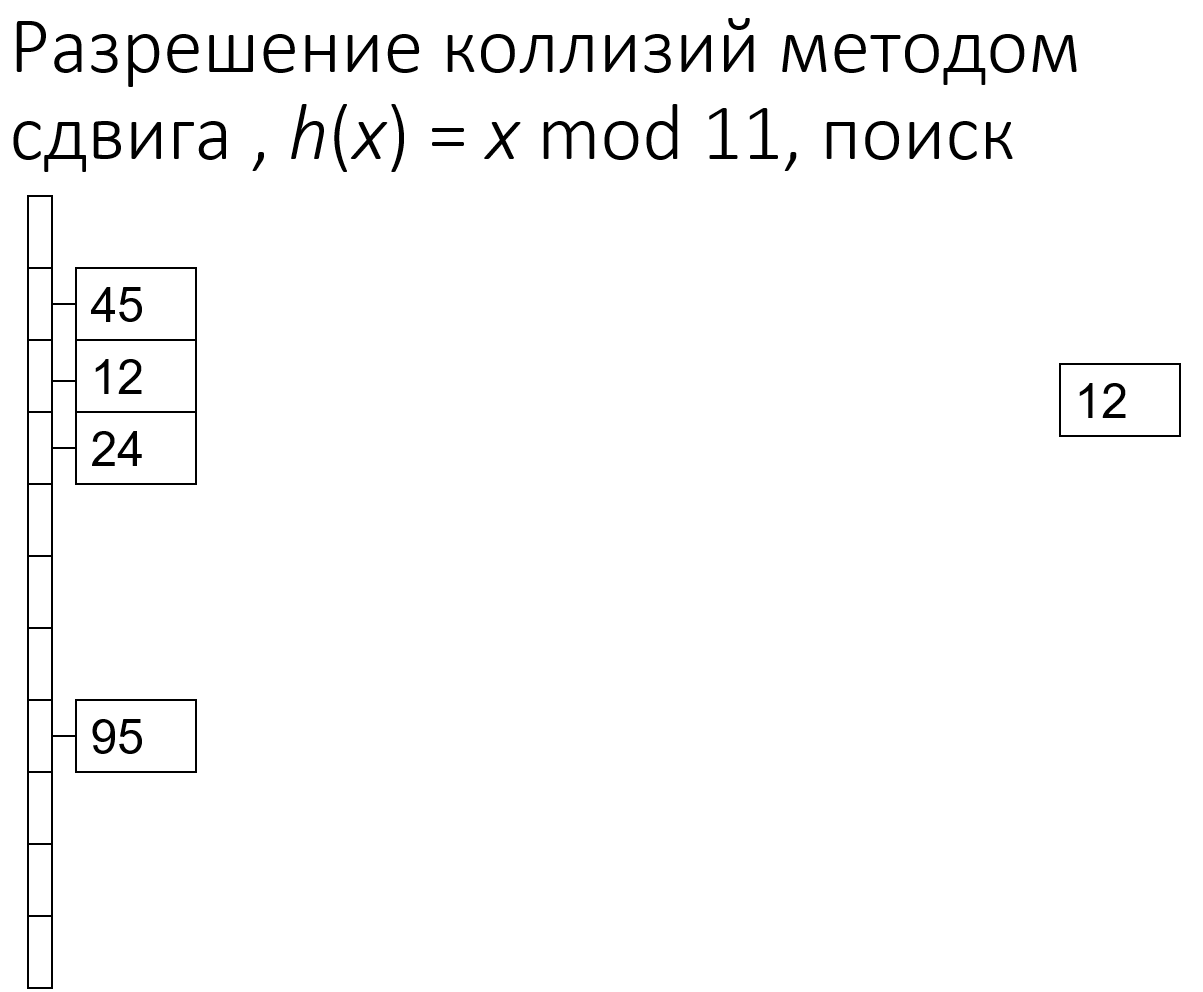 Разрешение коллизий методом
сдвига , h(x) = x mod 11, поиск
45
12
12
24
95